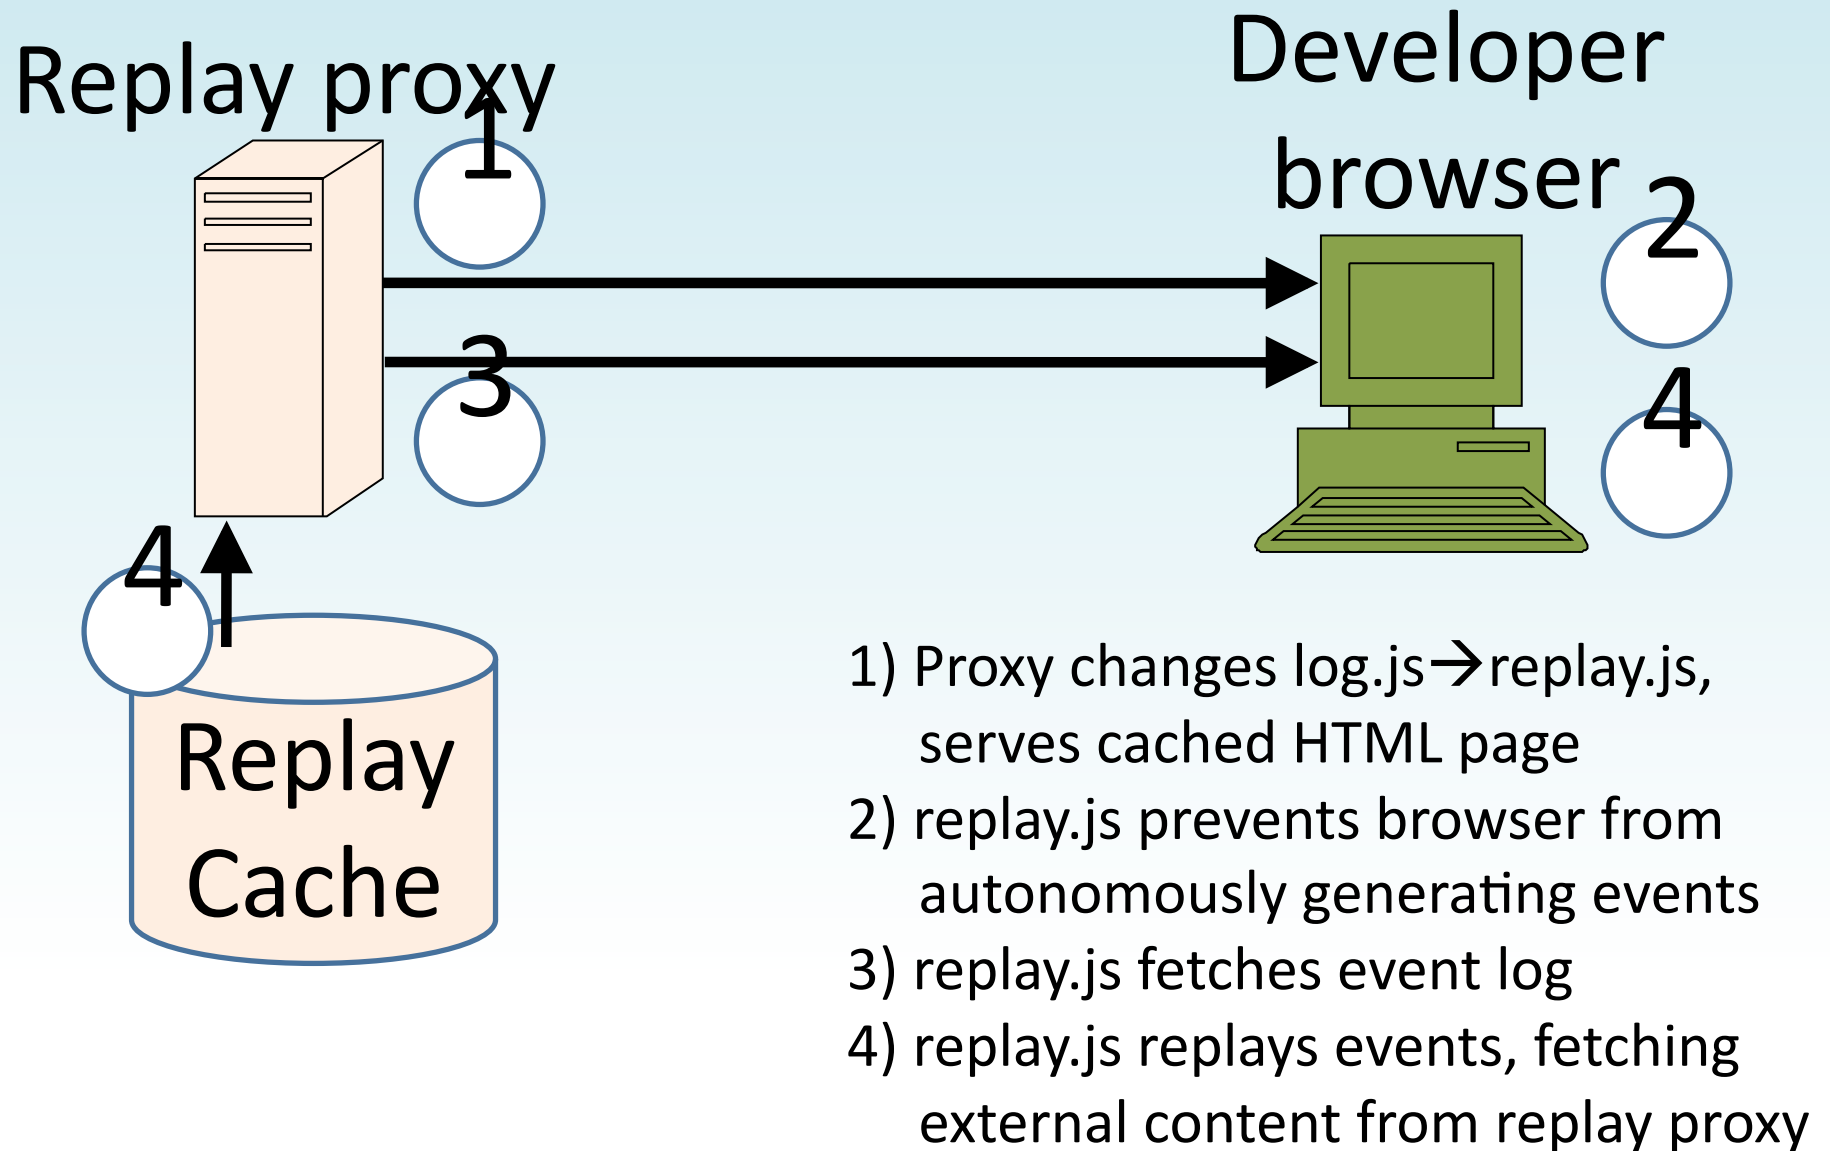 Replay proxy
Developer
browser
1
2
3
4
4
Replay
Cache
1) Proxy changes log.js→replay.js,
serves cached HTML page
2) replay.js prevents browser from
autonomously generating events
3) replay.js fetches event log
4) replay.js replays events, fetching
external content from replay proxy